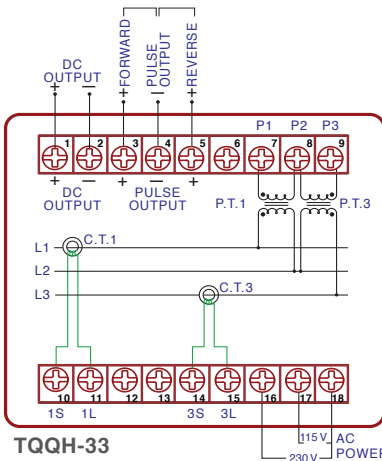 DC
OUTPUT
+ —
+FORWARD
PULSE
— OUTPUT
+REVERSE
P1 P2 P3
1 2 3 4 5 6 7 8 9
+ — + — +
DC
OUTPUT
PULSE
OUTPUT
P.T.1 P.T.3
C.T.1
L1
L2
L3
C.T.3
10 11 12 13 14 15 16 17 18
1S 1L 3S 3L
115 V
230 V
AC
POWER
TQQH-33